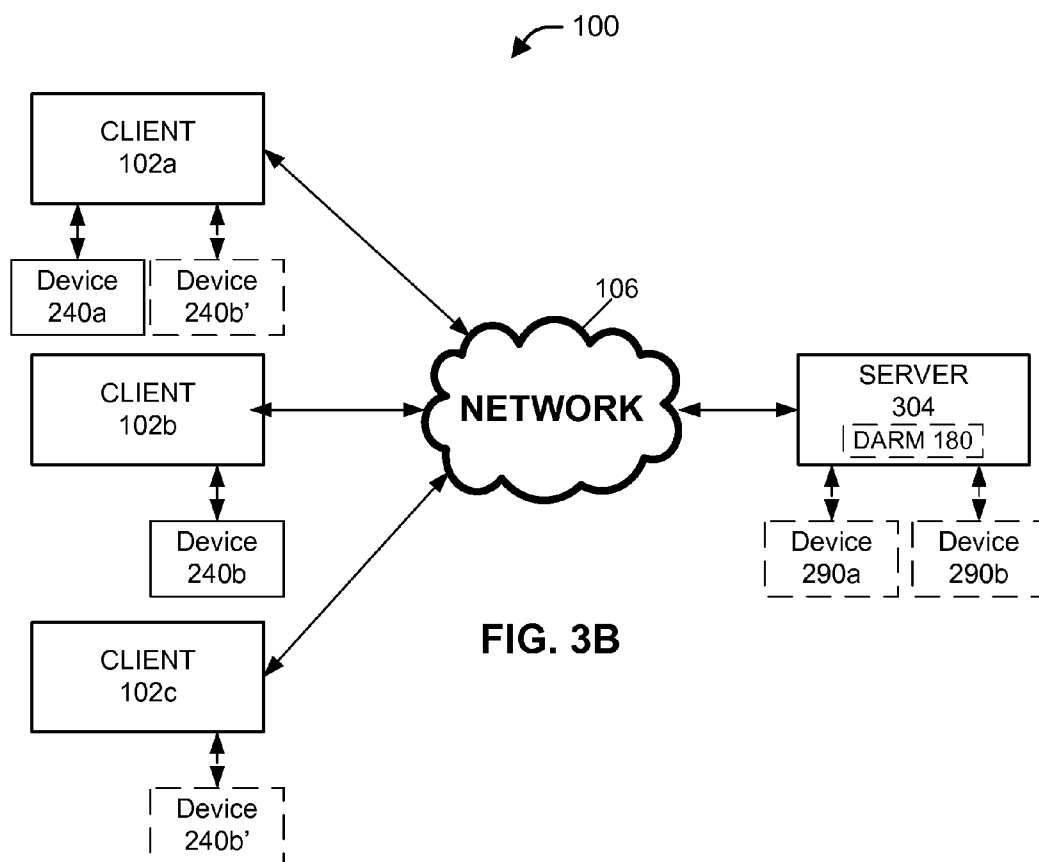 100
CLIENT
102a
Device
240a
Device
240b’
106
CLIENT
102b
NETWORK
SERVER
304
DARM 180
Device
240b
Device
290a
Device
290b
FIG. 3B
CLIENT
102c
Device
240b’